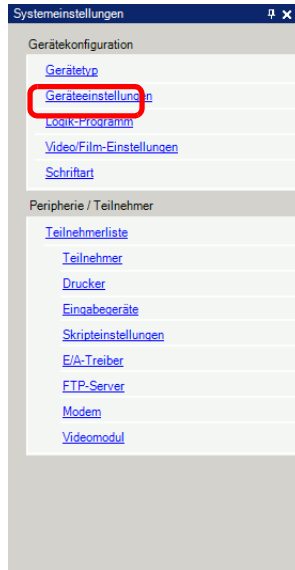 Systemeinstellungen
Gerätekonfiguration
Gerätetyp
Geräteeinstellungen
Logik-Programm
Video/Film-Einstellungen
Schriftart
Peripherie / Teilnehmer
Teilnehmerliste
Teilnehmer
Drucker
Eingabegeräte
Skripteinstellungen
E/A-Treiber
FTP-Server
Modem
Videomodul